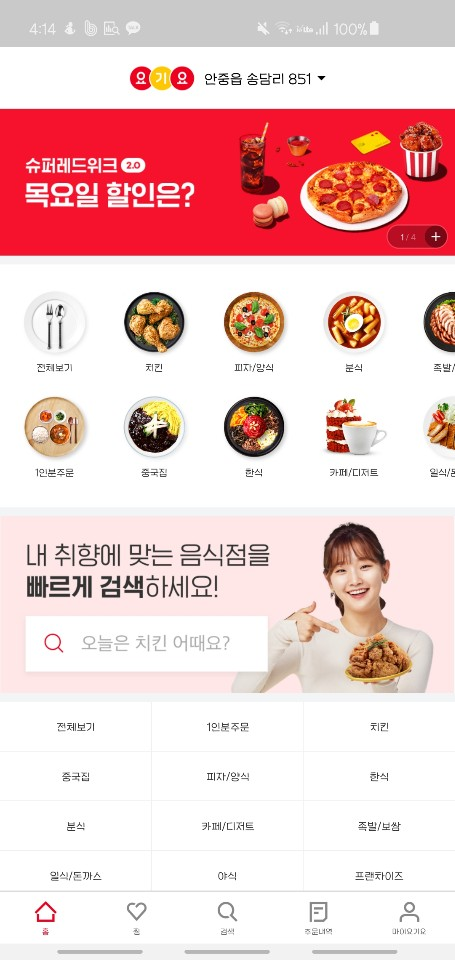 4:14
100%
요기요 안중읍 송담리 851
슈퍼레드위크 2.0
목요일 할인은?
1 / 4 +
전체보기 치킨 피자/양식 분식 족발/
1인분주문 중국집 한식 카페/디저트 일식/돈
내 취향에 맞는 음식점을
빠르게 검색하세요!
오늘은 치킨 어때요?
전체보기 1인분주문 치킨
중국집 피자/양식 한식
분식 카페/디저트 족발/보쌈
일식/돈까스 야식 프랜차이즈
홈 찜 검색 주문내역 마이요기요